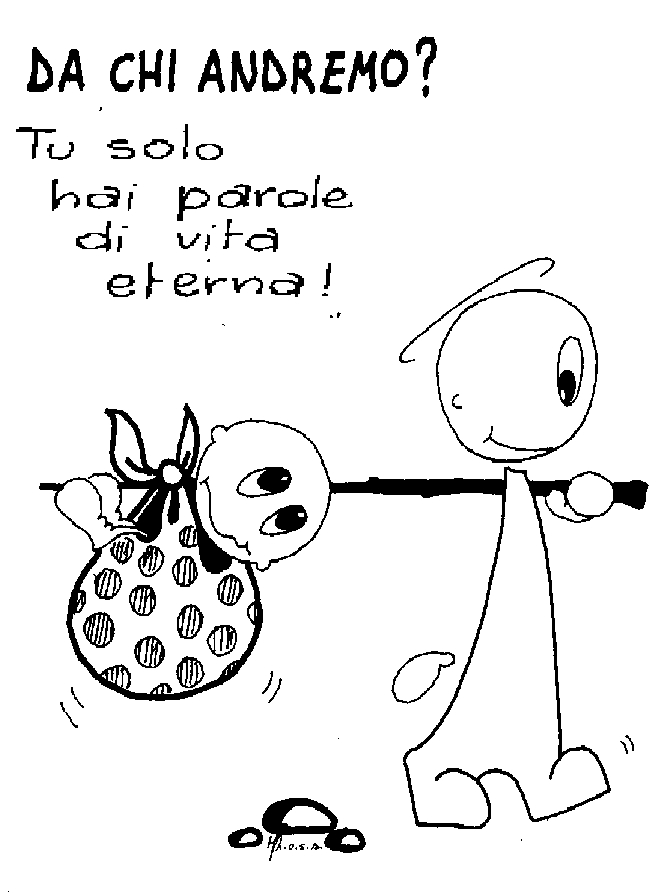 DA CHI ANDREMO?
Tu solo
hai parole
di vita
eterna!